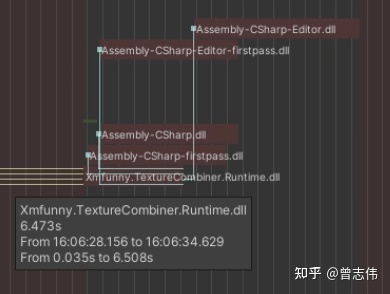 Assembly-CSharp-Editor.dll
Assembly-CSharp-Editor-firstpass.dll
Assembly-CSharp.dll
Assembly-CSharp-firstpass.dll
Xmfunny.TextureCombiner.Runtime.dll
Xmfunny.TextureCombiner.Runtime.dll
6.473s
From 16:06:28.156 to 16:06:34.629
From 0.035s to 6.508s
知乎 @曾志伟